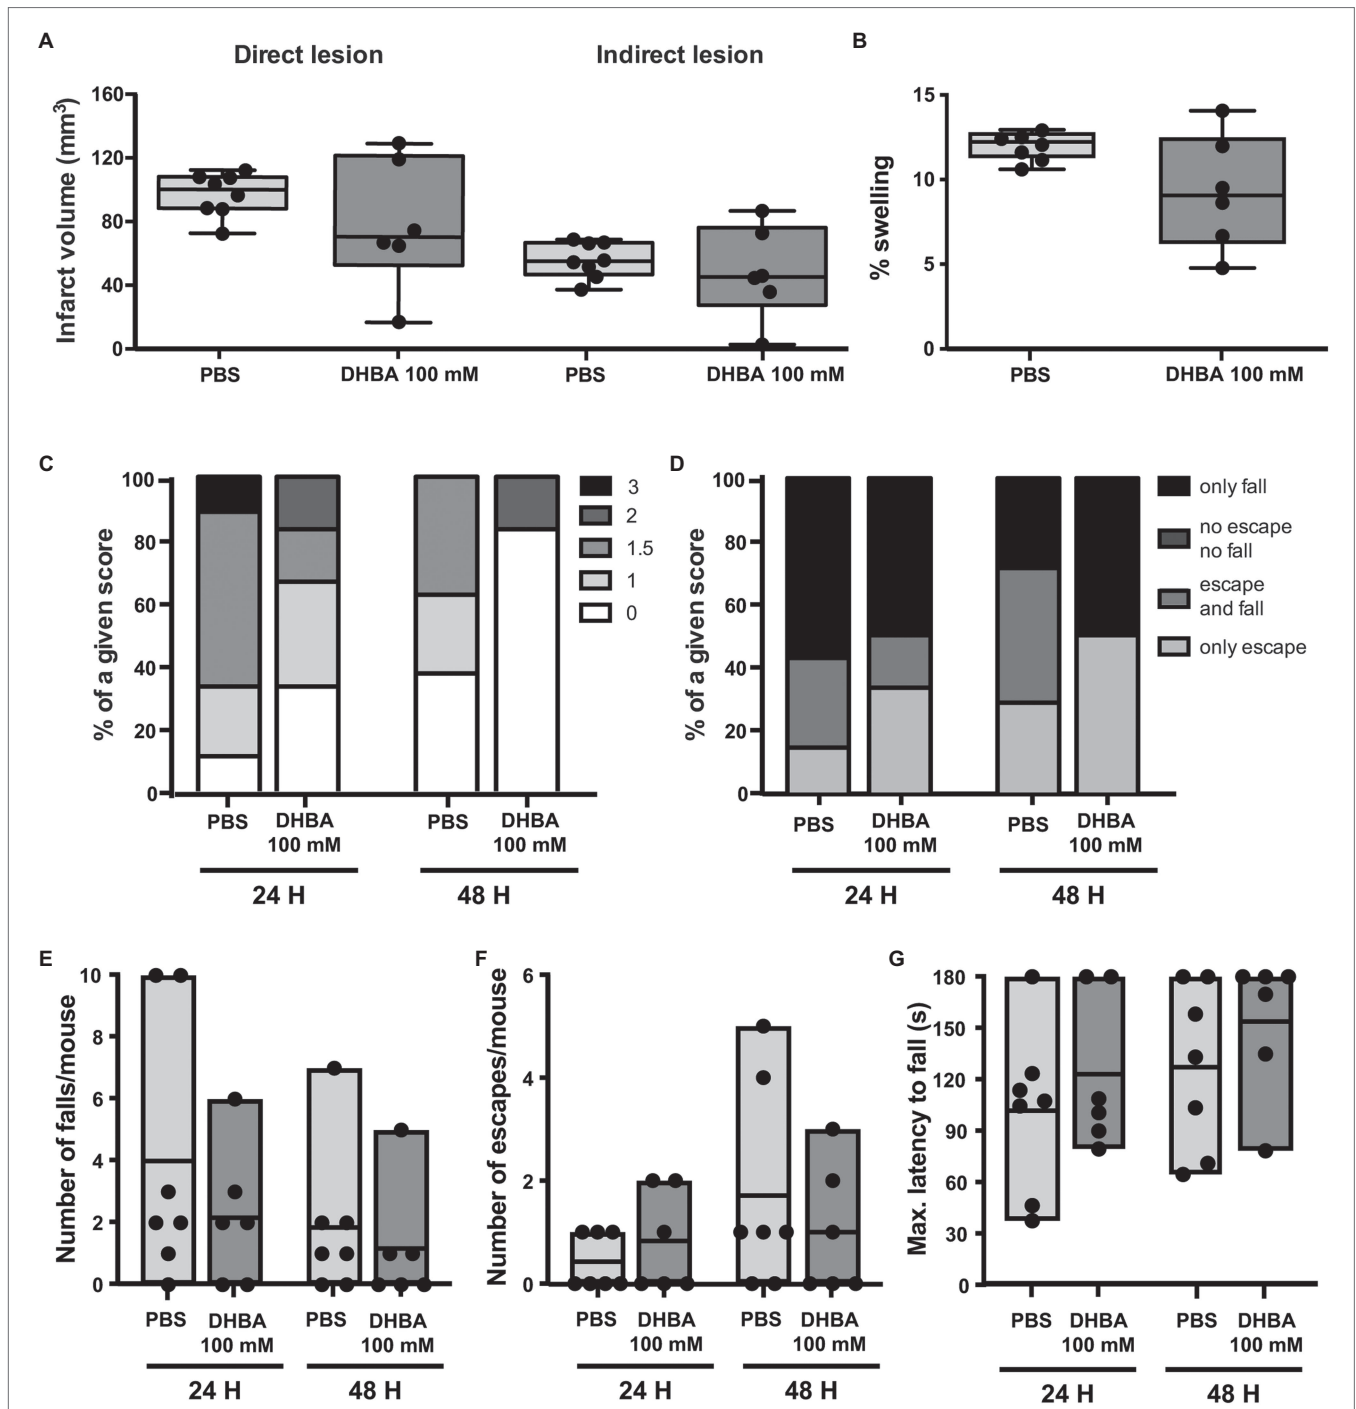 A
B
Direct lesion
Indirect lesion
Infarct volume (mm³)
160
120
80
40
0
PBS
DHBA 100 mM
PBS
DHBA 100 mM
% swelling
15
10
5
0
PBS
DHBA 100 mM
C
% of a given score
100
80
60
40
20
0
PBS
DHBA
100 mM
PBS
DHBA
100 mM
24 H
48 H
3
2
1.5
1
0
D
% of a given score
100
80
60
40
20
0
PBS
DHBA
100 mM
PBS
DHBA
100 mM
24 H
48 H
only fall
no escape
no fall
escape
and fall
only escape
E
Number of falls/mouse
10
8
6
4
2
0
PBS
DHBA
100 mM
PBS
DHBA
100 mM
24 H
48 H
F
Number of escapes/mouse
6
4
2
0
PBS
DHBA
100 mM
PBS
DHBA
100 mM
24 H
48 H
G
Max. latency to fall (s)
180
150
120
90
60
30
0
PBS
DHBA
100 mM
PBS
DHBA
100 mM
24 H
48 H